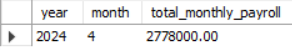 year month total_monthly_payroll
2024 4 2778000.00